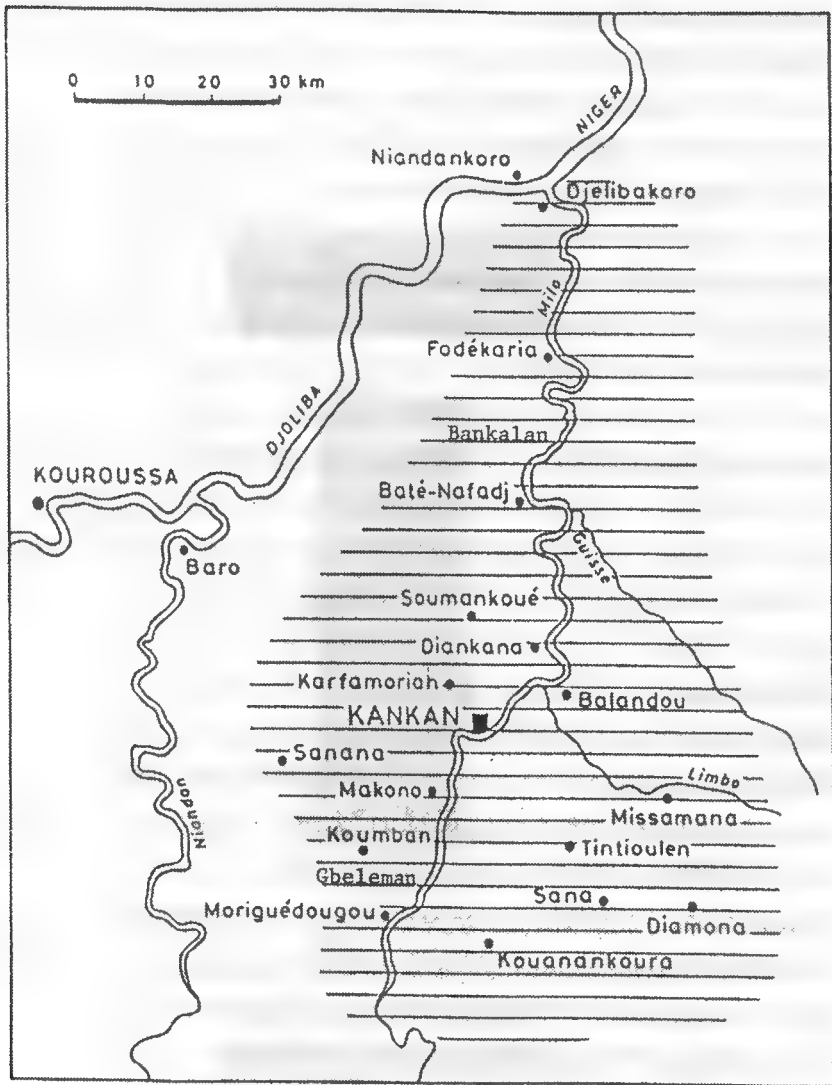 0 10 20 30 km
NIGER
Niandankoro
Djelibakoro
Milo
Fodékaria
DJOLIBA
Bankalan
KOUROUSSA
Baté-Nafadj
Guissé
Baro
Soumankoué
Diankana
Karfamoriah
Balandou
KANKAN
Sanana
Limbo
Makono
Missamana
Niandan
Koumban
Tintioulen
Gbeleman
Sana
Moriguédougou
Diamona
Kouanankoura